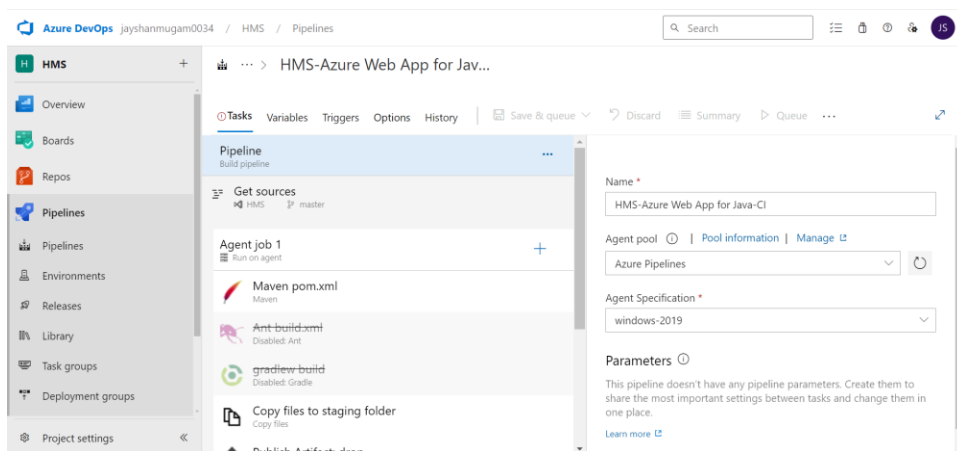 Azure DevOps jayshanmugam0034 / HMS / Pipelines
Search
JS
H HMS
Overview
Boards
Repos
Pipelines
Pipelines
Environments
Releases
Library
Task groups
Deployment groups
Project settings
... > HMS-Azure Web App for Jav...
Tasks Variables Triggers Options History Save & queue Discard Summary Queue ...
Pipeline
Build pipeline
Get sources
HMS master
Agent job 1
Run on agent
Maven pom.xml
Maven
Ant build.xml
Disabled: Ant
gradlew build
Disabled: Gradle
Copy files to staging folder
Copy files
Publish Artifact: drop
Name *
HMS-Azure Web App for Java-CI
Agent pool | Pool information | Manage
Azure Pipelines
Agent Specification *
windows-2019
Parameters
This pipeline doesn't have any pipeline parameters. Create them to
share the most important settings between tasks and change them in
one place.
Learn more